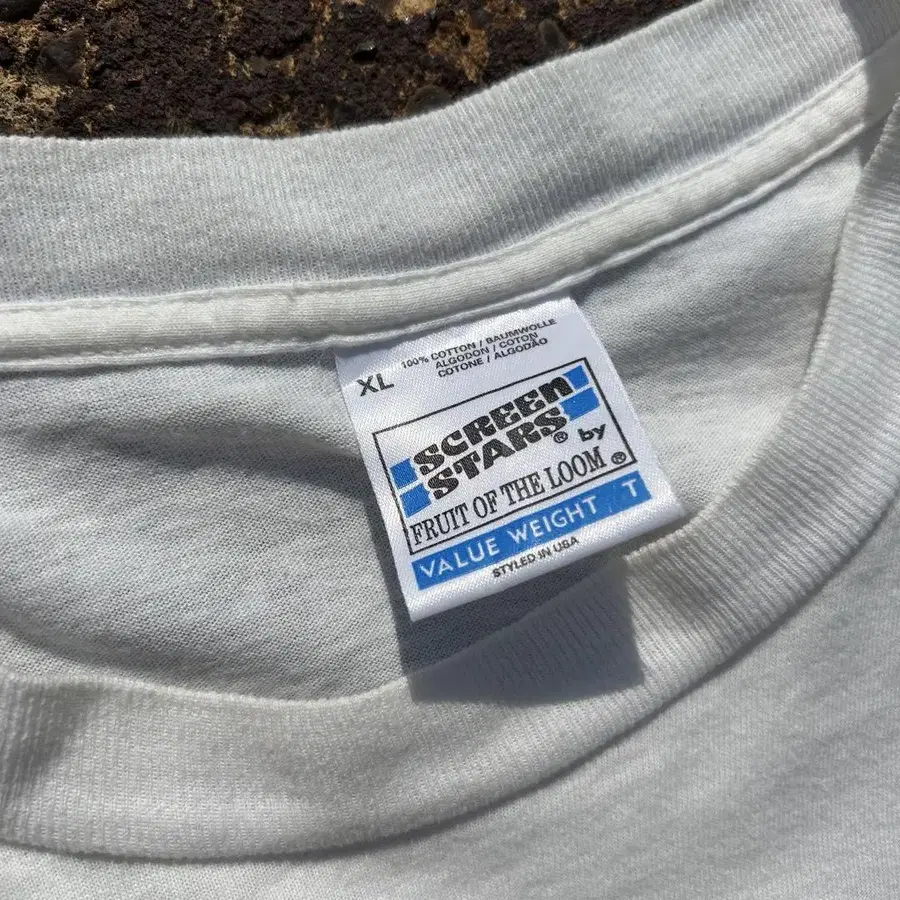 XL
100% COTTON / BAUMWOLLE
ALGODON / COTON
COTONE / ALGODÃO
SCREEN
STARS® by
FRUIT OF THE LOOM ®
VALUE WEIGHT T
STYLED IN USA